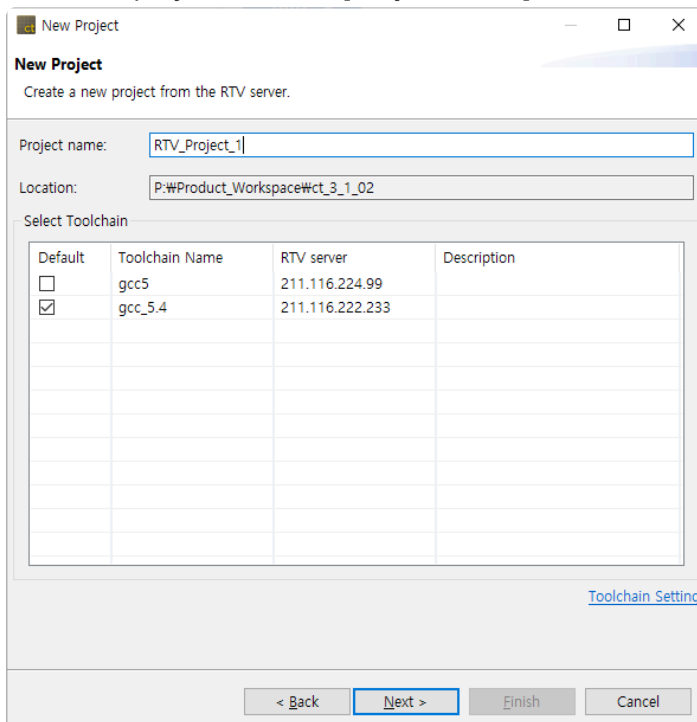 ct New Project
New Project
Create a new project from the RTV server.
Project name: RTV_Project_1
Location: P:₩Product_Workspace₩ct_3_1_02
Select Toolchain
Default Toolchain Name RTV server Description
gcc5 211.116.224.99
gcc_5.4 211.116.222.233
Toolchain Setting
< Back Next > Finish Cancel